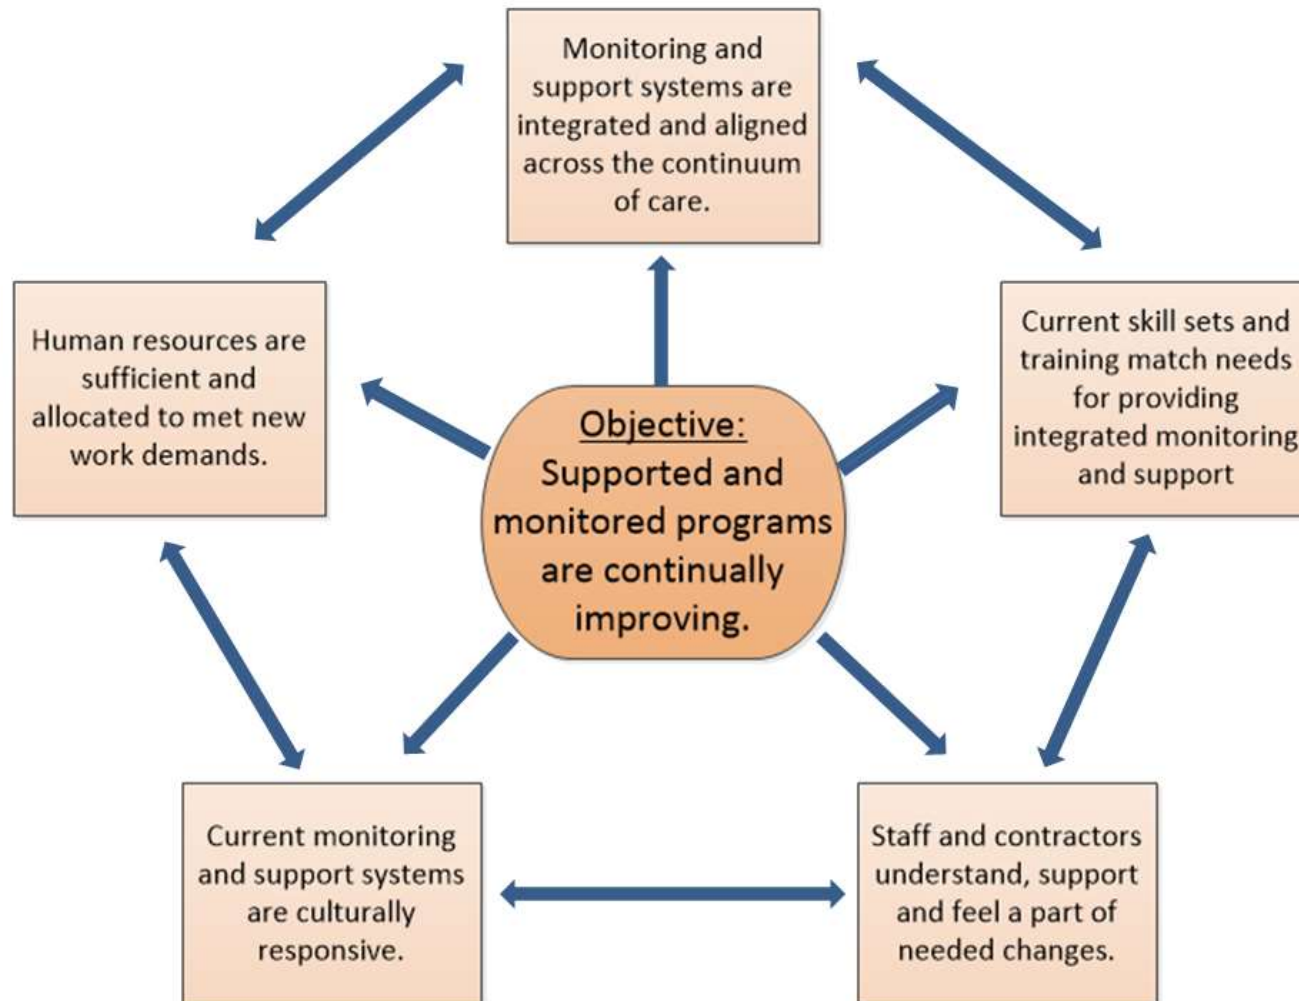 Monitoring and
support systems are
integrated and aligned
across the continuum
of care.
Human resources are
sufficient and
allocated to met new
work demands.
Current skill sets and
training match needs
for providing
integrated monitoring
and support
Objective:
Supported and
monitored programs
are continually
improving.
Current monitoring
and support systems
are culturally
responsive.
Staff and contractors
understand, support
and feel a part of
needed changes.